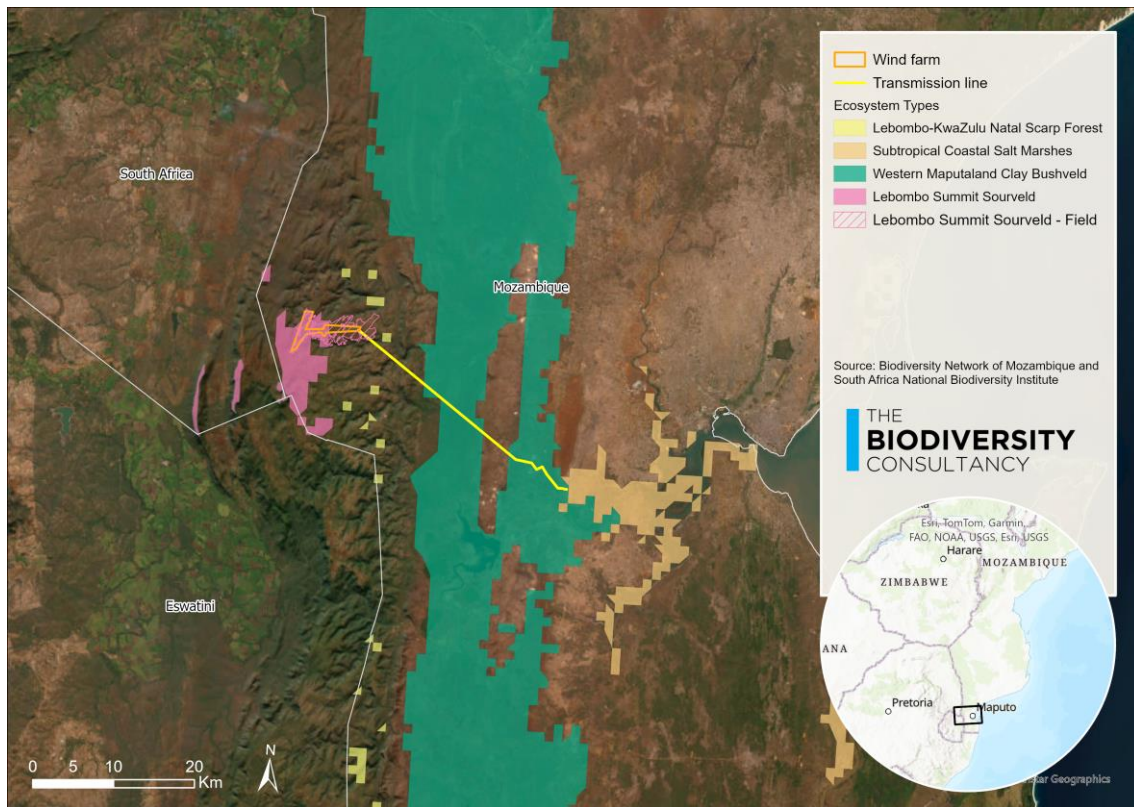 South Africa
Mozambique
Eswatini
Wind farm
Transmission line
Ecosystem Types
Lebombo-KwaZulu Natal Scarp Forest
Subtropical Coastal Salt Marshes
Western Maputaland Clay Bushveld
Lebombo Summit Sourveld
Lebombo Summit Sourveld - Field
Source: Biodiversity Network of Mozambique and
South Africa National Biodiversity Institute
THE
BIODIVERSITY
CONSULTANCY
Esri, TomTom, Garmin,
FAO, NOAA, USGS, Esri, USGS
Harare
MOZAMBIQUE
ZIMBABWE
ANA
Pretoria
Maputo
0 10 20
Km
N
Geographics